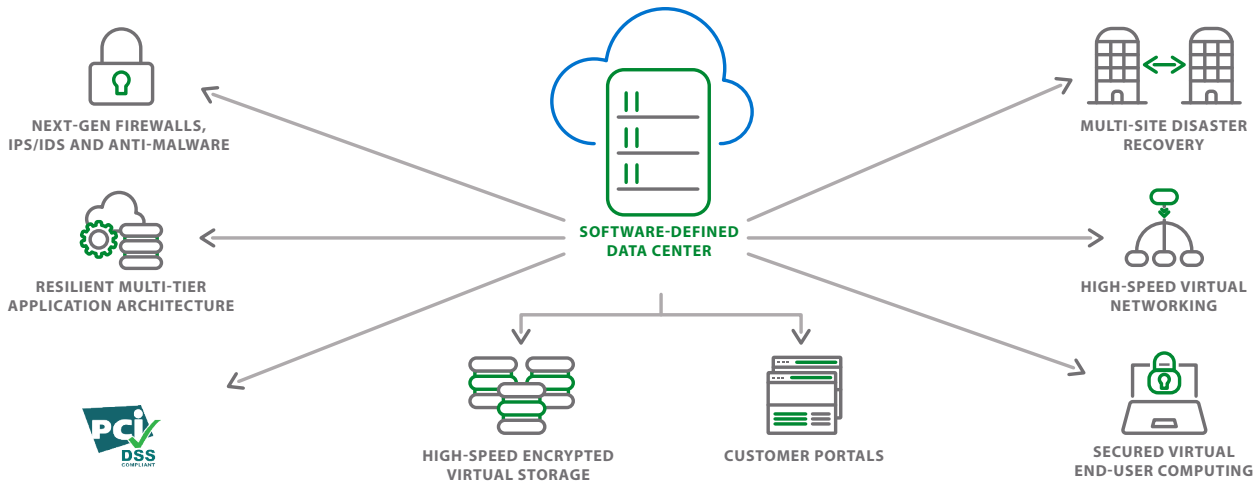 NEXT-GEN FIREWALLS,
IPS/IDS AND ANTI-MALWARE
MULTI-SITE DISASTER
RECOVERY
SOFTWARE-DEFINED
DATA CENTER
RESILIENT MULTI-TIER
APPLICATION ARCHITECTURE
HIGH-SPEED VIRTUAL
NETWORKING
PCi
DSS
COMPLIANT
HIGH-SPEED ENCRYPTED
VIRTUAL STORAGE
CUSTOMER PORTALS
SECURED VIRTUAL
END-USER COMPUTING